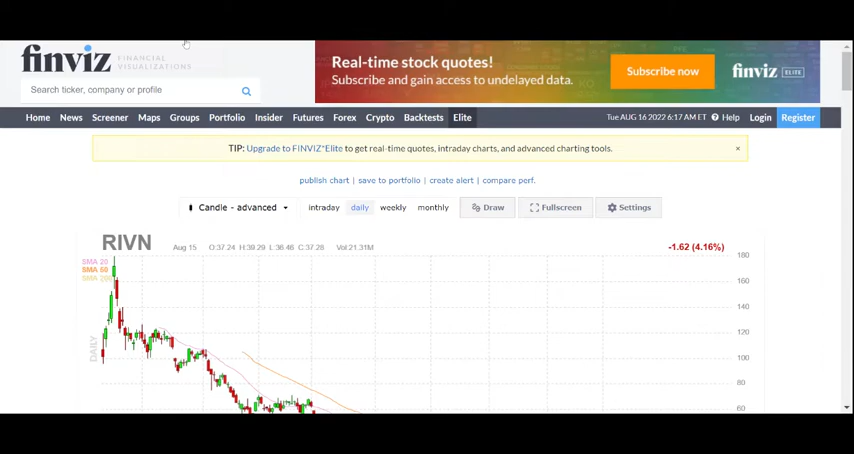 finviz FINANCIAL VISUALIZATIONS
Real-time stock quotes!
Subscribe and gain access to undelayed data.
Subscribe now
finviz ELITE
Search ticker, company or profile
Home News Screener Maps Groups Portfolio Insider Futures Forex Crypto Backtests Elite Tue AUG 16 2022 6:17 AM ET Help Login Register
TIP: Upgrade to FINVIZ*Elite to get real-time quotes, intraday charts, and advanced charting tools. ×
publish chart | save to portfolio | create alert | compare perf.
Candle - advanced intraday daily weekly monthly Draw Fullscreen Settings
RIVN Aug 15 O:37.24 H:39.29 L:36.46 C:37.28 Vol:21.31M -1.62 (4.16%)
SMA 20
SMA 50
SMA 200
DAILY
180
160
140
120
100
80
60